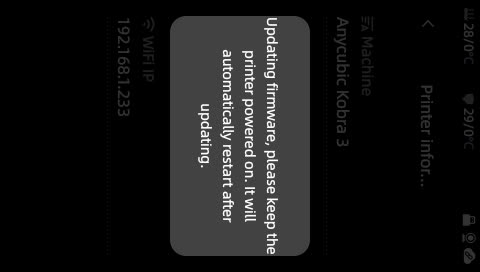 28/0°C 29/0°C
Printer infor...
Machine
Anycubic Kobra 3
Updating firmware, please keep the
printer powered on. It will
automatically restart after
updating.
WiFi IP
192.168.1.233